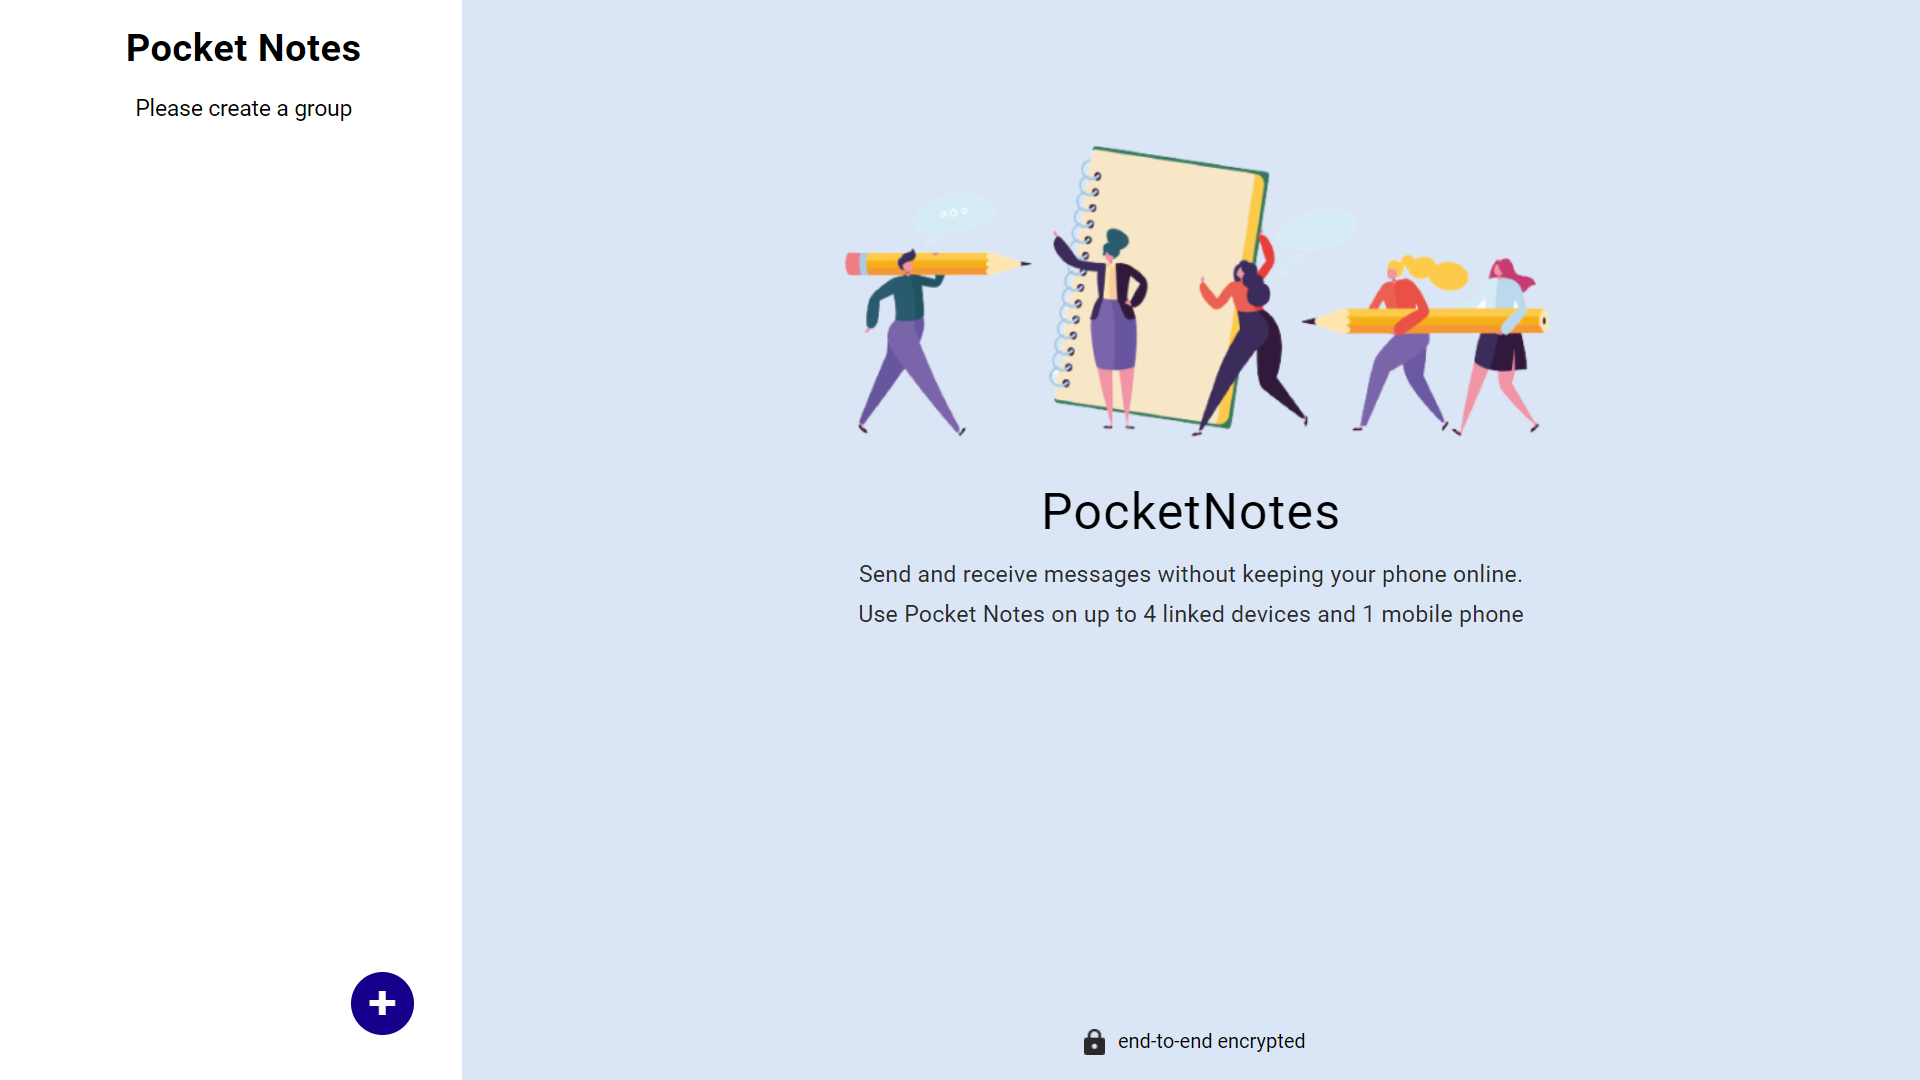 Pocket Notes
Please create a group
PocketNotes
Send and receive messages without keeping your phone online.
Use Pocket Notes on up to 4 linked devices and 1 mobile phone
end-to-end encrypted